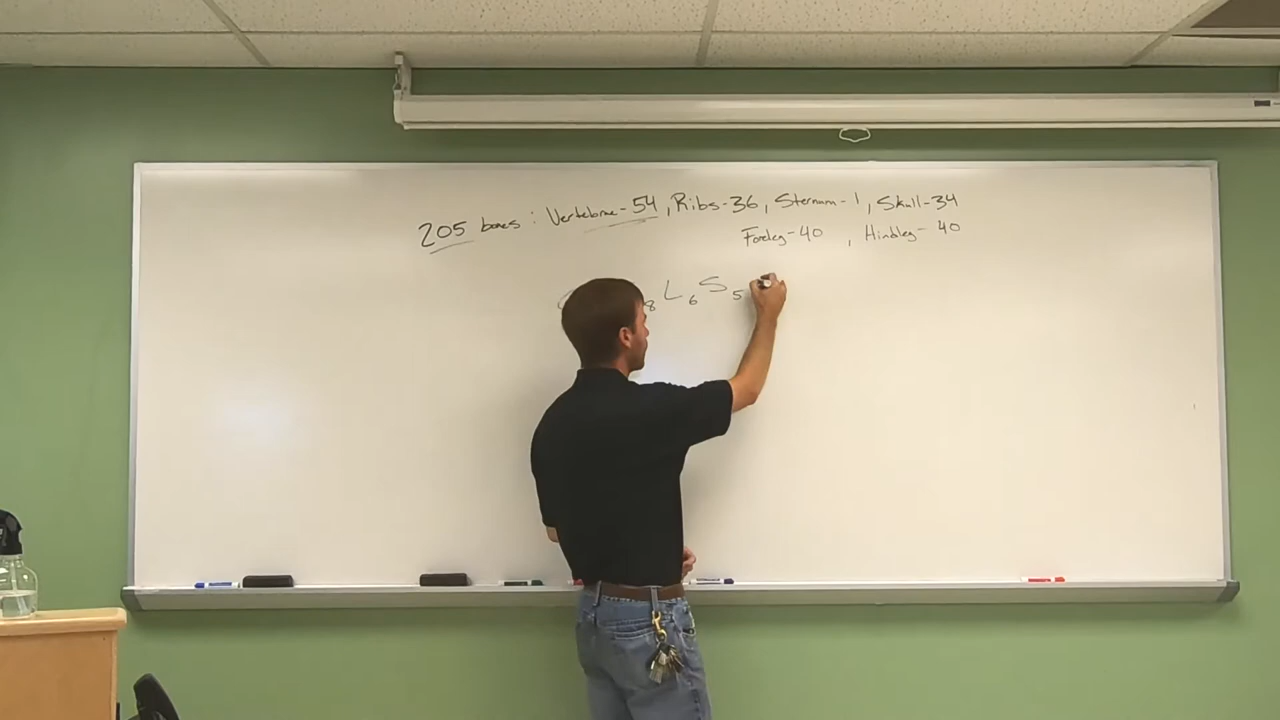 205 bones : Vertebrae-54, Ribs-36, Sternum-1, Skull-34
Foreleg-40 , Hindleg-40
8 L 6 S 5